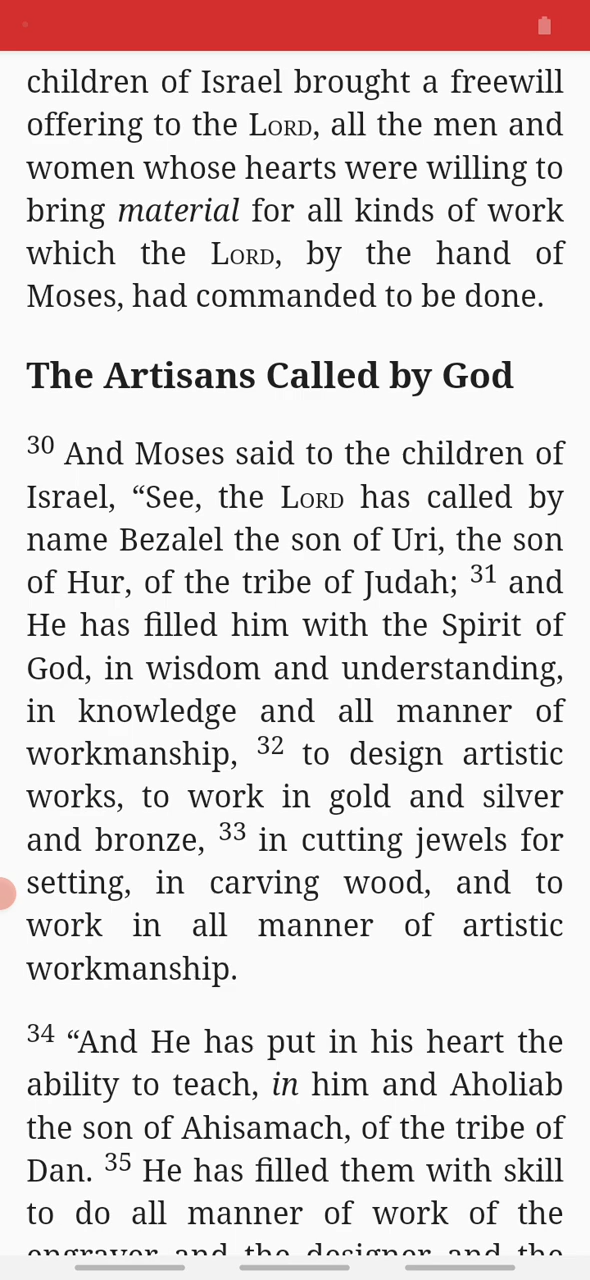 children of Israel brought a freewill
offering to the LORD, all the men and
women whose hearts were willing to
bring material for all kinds of work
which the LORD, by the hand of
Moses, had commanded to be done.
The Artisans Called by God
30 And Moses said to the children of
Israel, “See, the LORD has called by
name Bezalel the son of Uri, the son
of Hur, of the tribe of Judah; 31 and
He has filled him with the Spirit of
God, in wisdom and understanding,
in knowledge and all manner of
workmanship, 32 to design artistic
works, to work in gold and silver
and bronze, 33 in cutting jewels for
setting, in carving wood, and to
work in all manner of artistic
workmanship.
34 “And He has put in his heart the
ability to teach, in him and Aholiab
the son of Ahisamach, of the tribe of
Dan. 35 He has filled them with skill
to do all manner of work of the
engraver and the designer and the